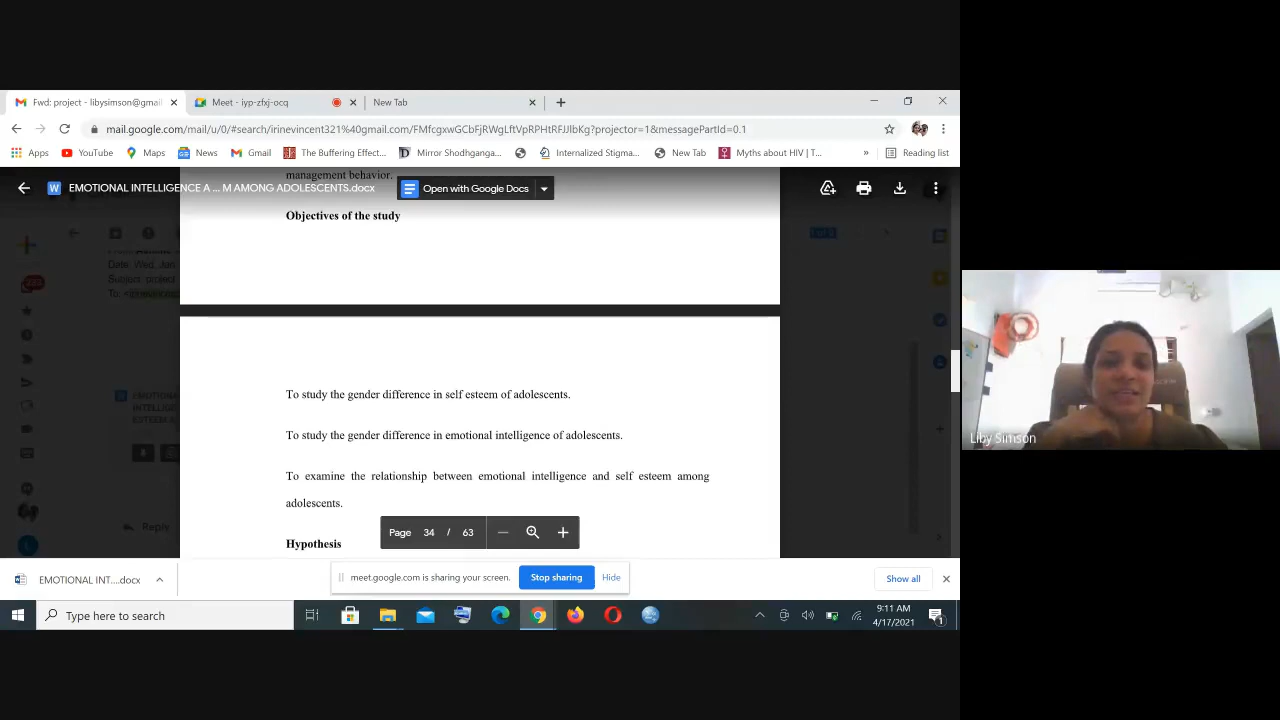 Fwd: project - libysimson@gmai
Meet - iyp-zfxj-ocq
New Tab
mail.google.com/mail/u/0/#search/irinevincent321%40gmail.com/FMfcgxwGCbFjRWgLftVpRPHtRFJJlbKg?projector=1&messagePartId=0.1
Apps YouTube Maps News Gmail The Buffering Effect... Mirror Shodhganga... Internalized Stigma... New Tab Myths about HIV | T... » Reading list
management behavior.
EMOTIONAL INTELLIGENCE A ... M AMONG ADOLESCENTS.docx
Open with Google Docs
Objectives of the study
To study the gender difference in self esteem of adolescents.
To study the gender difference in emotional intelligence of adolescents.
To examine the relationship between emotional intelligence and self esteem among
adolescents.
Hypothesis
Page 34 / 63
Reply
Liby Simson
EMOTIONAL INT....docx
meet.google.com is sharing your screen.
Stop sharing
Hide
Show all
Type here to search
9:11 AM
4/17/2021